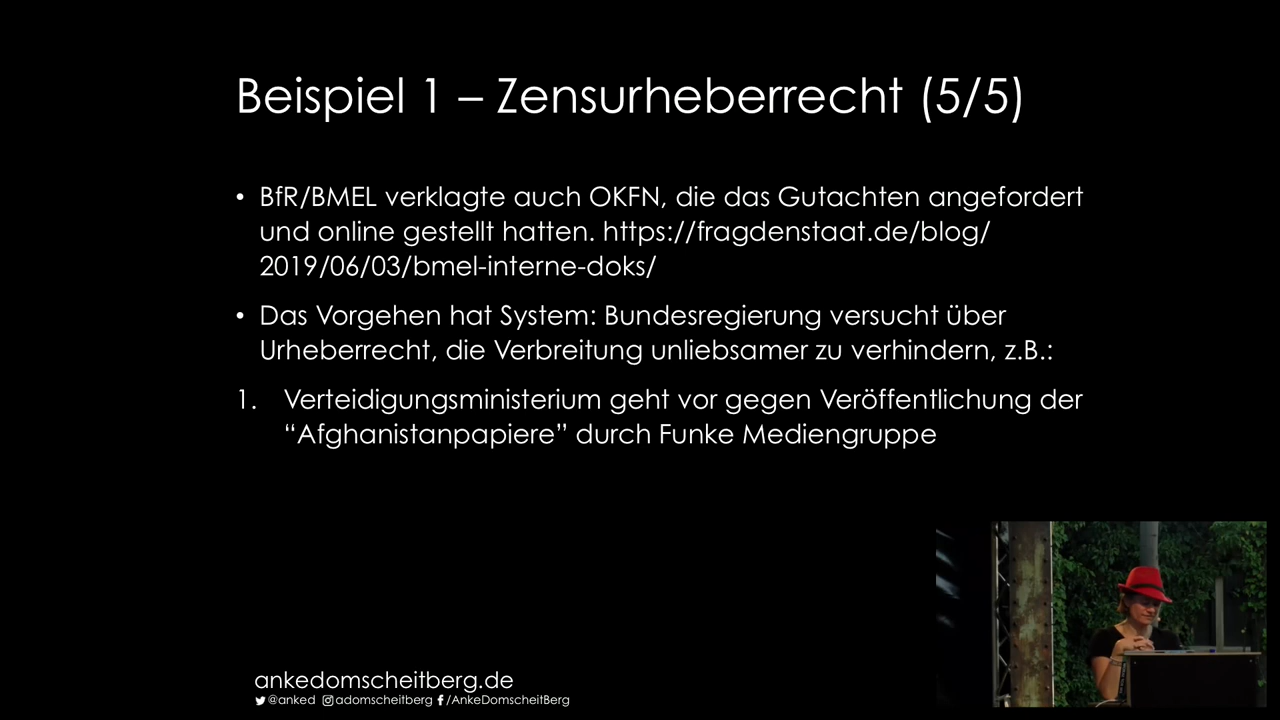 Beispiel 1 – Zensurheberrecht (5/5)
• BfR/BMEL verklagte auch OKFN, die das Gutachten angefordert
und online gestellt hatten. https://fragdenstaat.de/blog/
2019/06/03/bmel-interne-doks/
• Das Vorgehen hat System: Bundesregierung versucht über
Urheberrecht, die Verbreitung unliebsamer zu verhindern, z.B.:
1. Verteidigungsministerium geht vor gegen Veröffentlichung der
“Afghanistanpapiere” durch Funke Mediengruppe
ankedomscheitberg.de
@anked adomscheitberg /AnkeDomscheitBerg